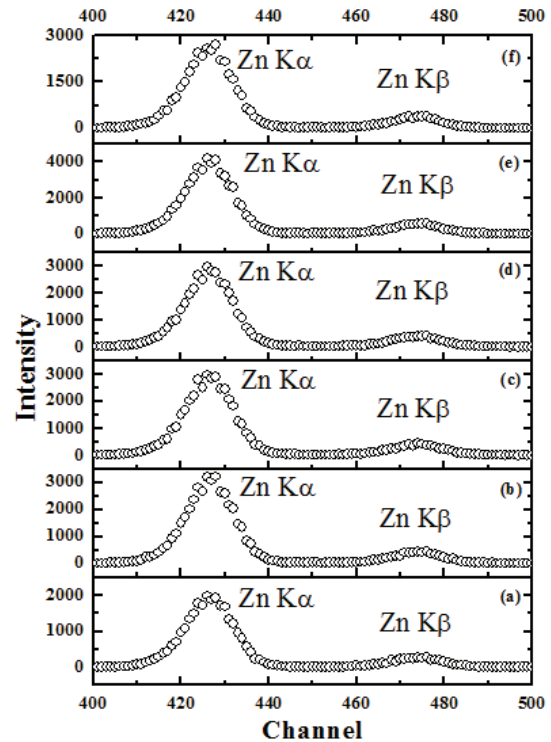 400 420 440 460 480 500
3000
1500
0
Zn Kα
Zn Kβ
(f)
4000
2000
0
Zn Kα
Zn Kβ
(e)
3000
2000
1000
0
Zn Kα
Zn Kβ
(d)
3000
2000
1000
0
Zn Kα
Zn Kβ
(c)
3000
2000
1000
0
Zn Kα
Zn Kβ
(b)
2000
1000
0
Zn Kα
Zn Kβ
(a)
400 420 440 460 480 500
Intensity
Channel